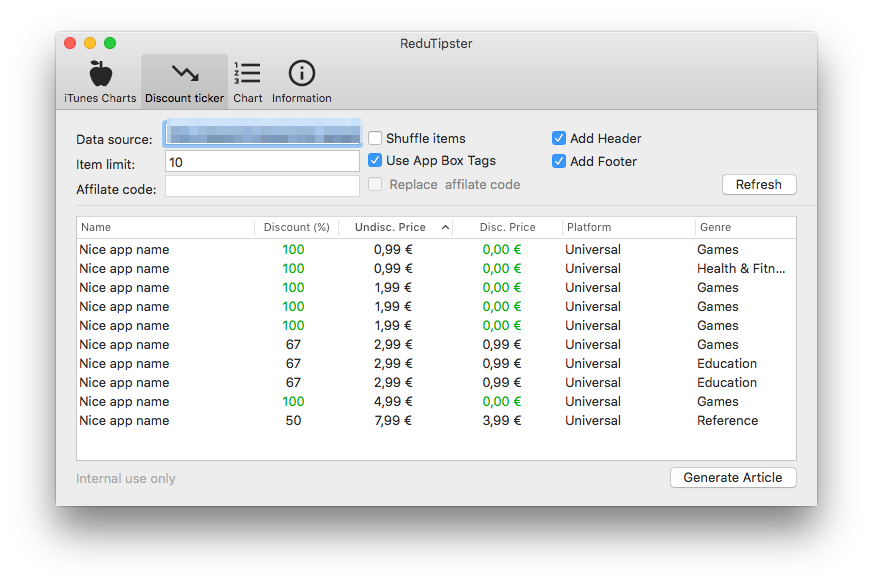 ReduTipster
iTunes Charts Discount ticker Chart Information
Data source: Shuffle items Add Header
Item limit: 10 Use App Box Tags Add Footer
Affilate code: Replace affilate code Refresh
Name Discount (%) Undisc. Price Disc. Price Platform Genre
Nice app name 100 0,99 € 0,00 € Universal Games
Nice app name 100 0,99 € 0,00 € Universal Health & Fitn...
Nice app name 100 1,99 € 0,00 € Universal Games
Nice app name 100 1,99 € 0,00 € Universal Games
Nice app name 100 1,99 € 0,00 € Universal Games
Nice app name 67 2,99 € 0,99 € Universal Games
Nice app name 67 2,99 € 0,99 € Universal Education
Nice app name 67 2,99 € 0,99 € Universal Education
Nice app name 100 4,99 € 0,00 € Universal Games
Nice app name 50 7,99 € 3,99 € Universal Reference
Internal use only Generate Article